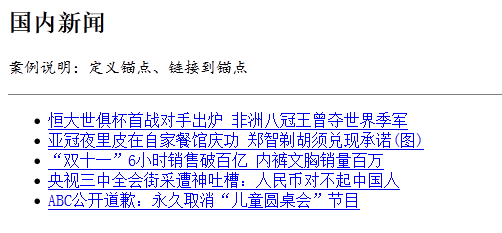 国内新闻
案例说明：定义锚点、链接到锚点
恒大世俱杯首战对手出炉 非洲八冠王曾夺世界季军
亚冠夜里皮在自家餐馆庆功 郑智剃胡须兑现承诺(图)
“双十一”6小时销售破百亿 内裤文胸销量百万
央视三中全会街采遭神吐槽：人民币对不起中国人
ABC公开道歉：永久取消“儿童圆桌会”节目